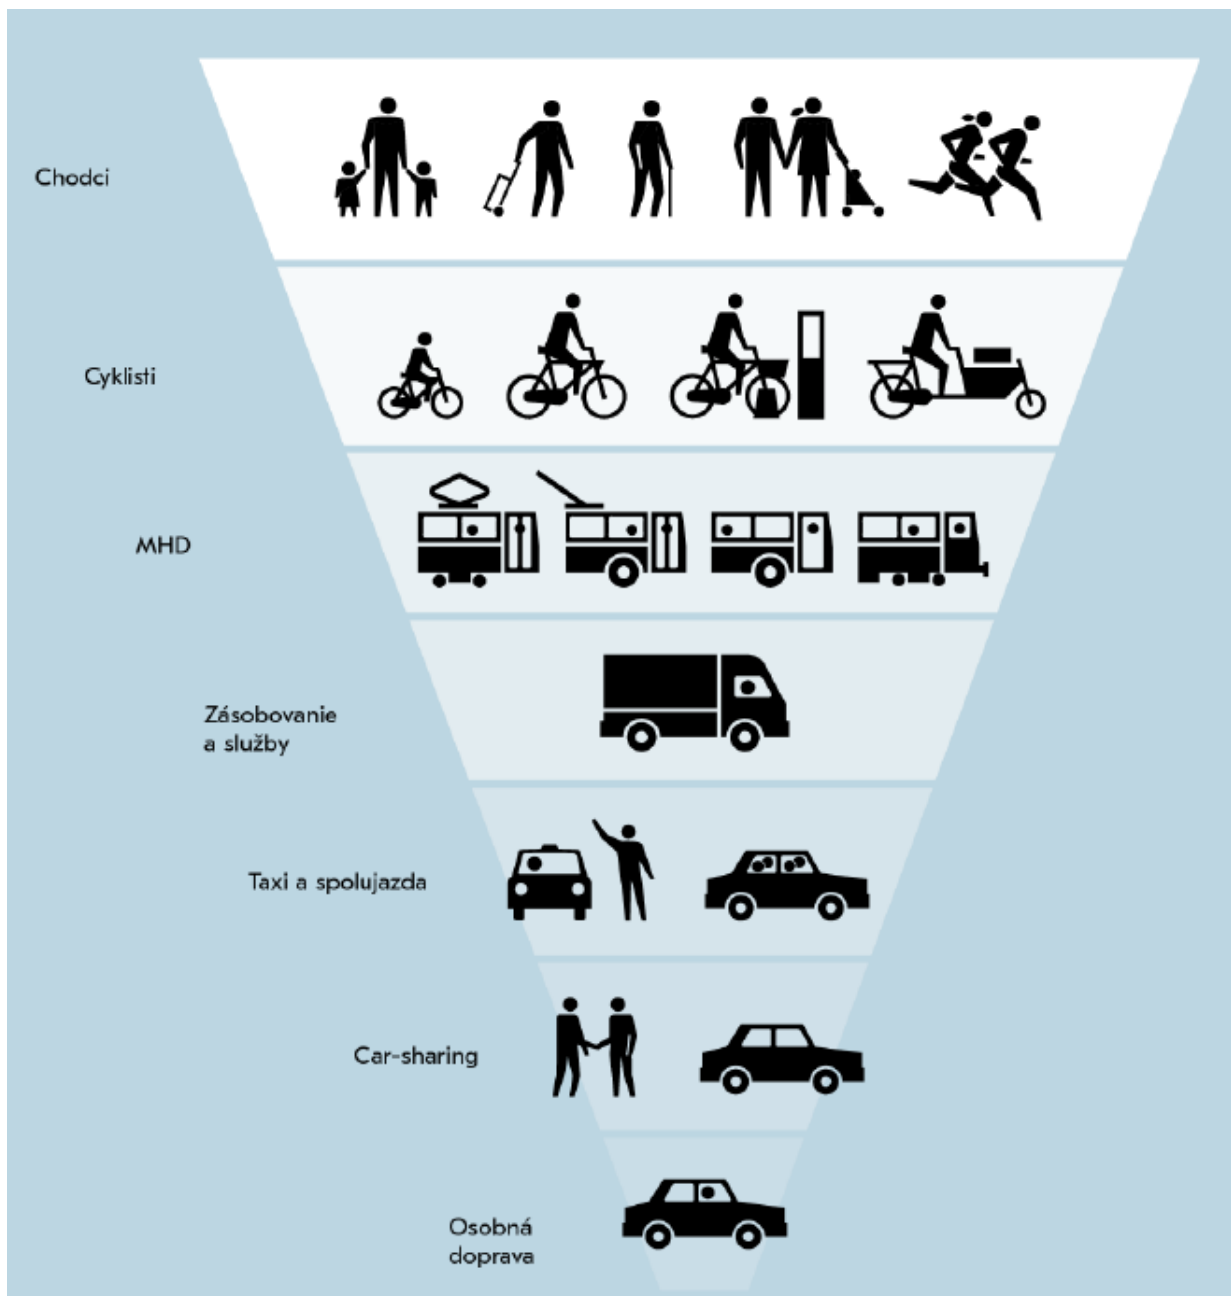 Chodci
Cyklisti
MHD
Zásobovanie
a služby
Taxi a spolujazda
Car-sharing
Osobná
doprava